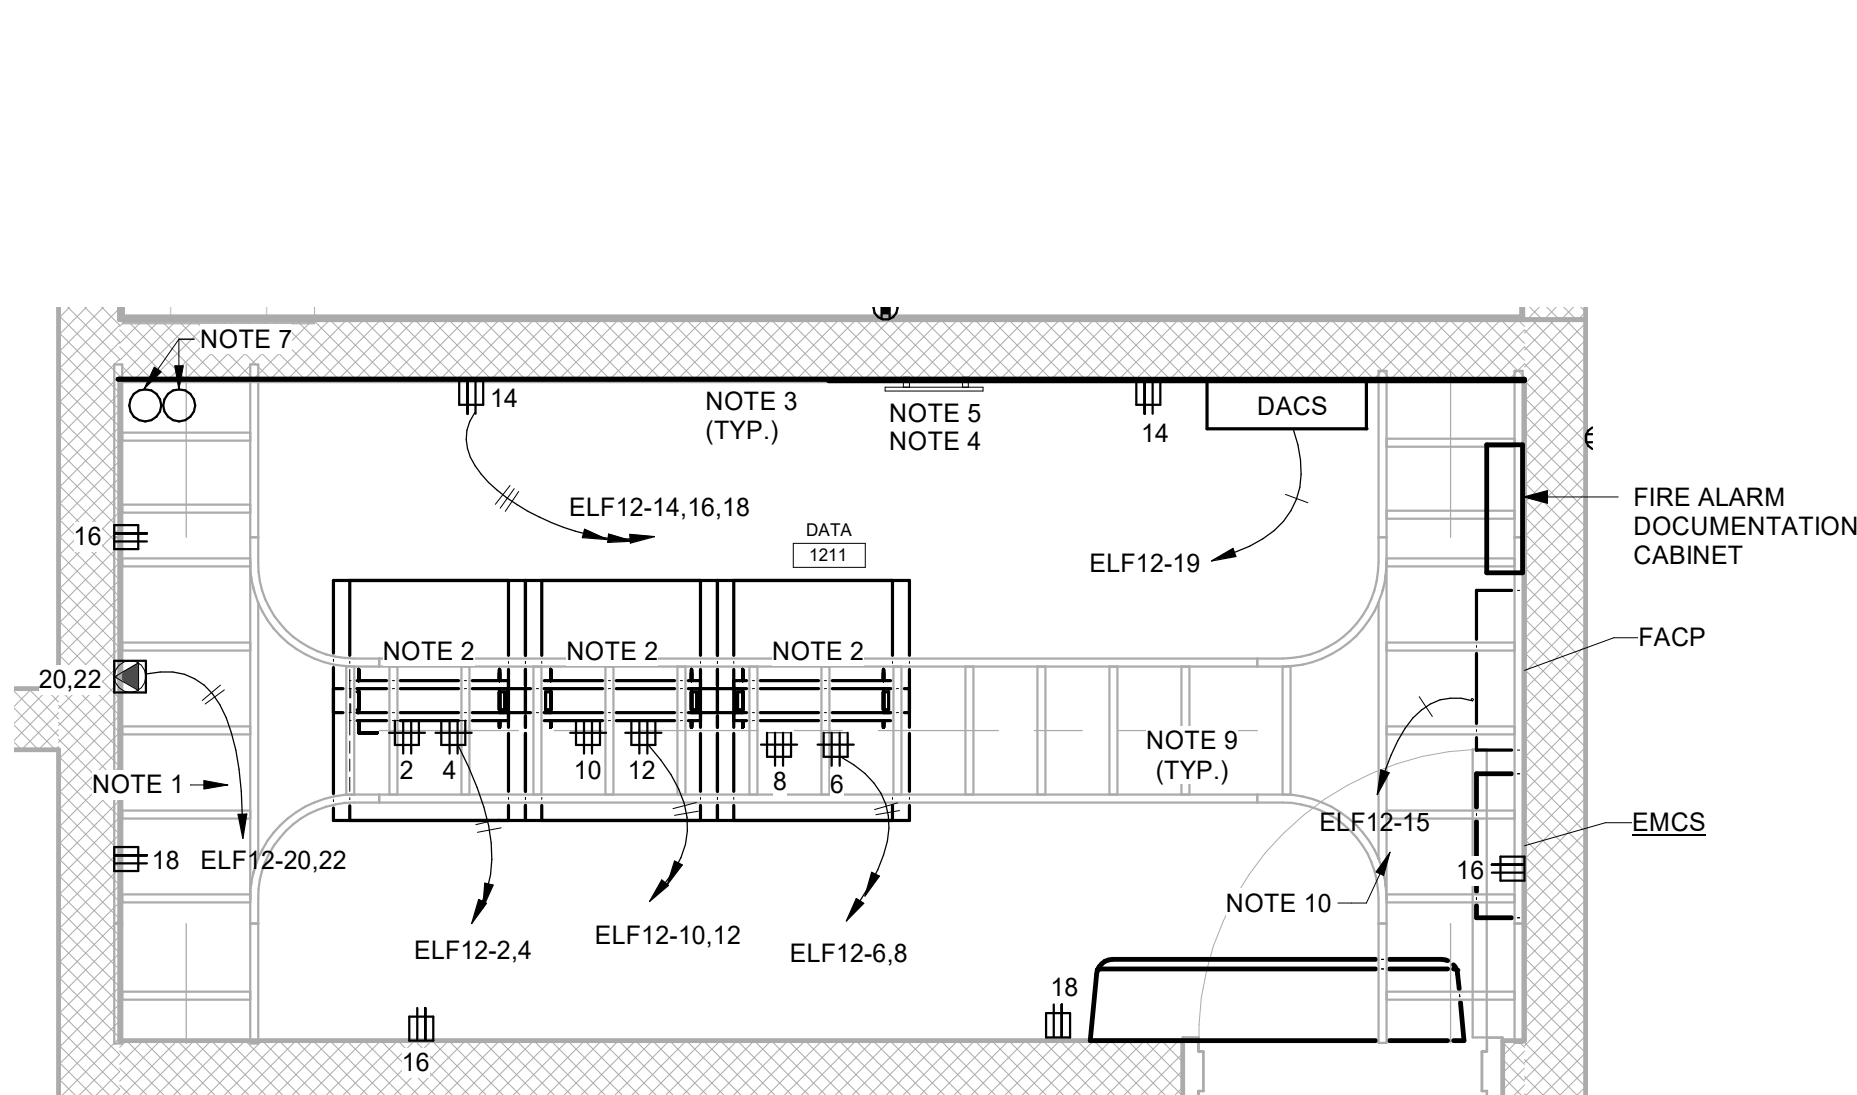 NOTE 7
14
NOTE 3
(TYP.)
NOTE 5
NOTE 4
14
DACS
ELF12-14,16,18
DATA
1211
16
ELF12-19
FIRE ALARM
DOCUMENTATION
CABINET
FACP
20,22
NOTE 2
NOTE 2
NOTE 2
2
4
10
12
8
6
NOTE 9
(TYP.)
NOTE 1
ELF12-15
EMCS
18
ELF12-20,22
16
NOTE 10
ELF12-2,4
ELF12-10,12
ELF12-6,8
18
16